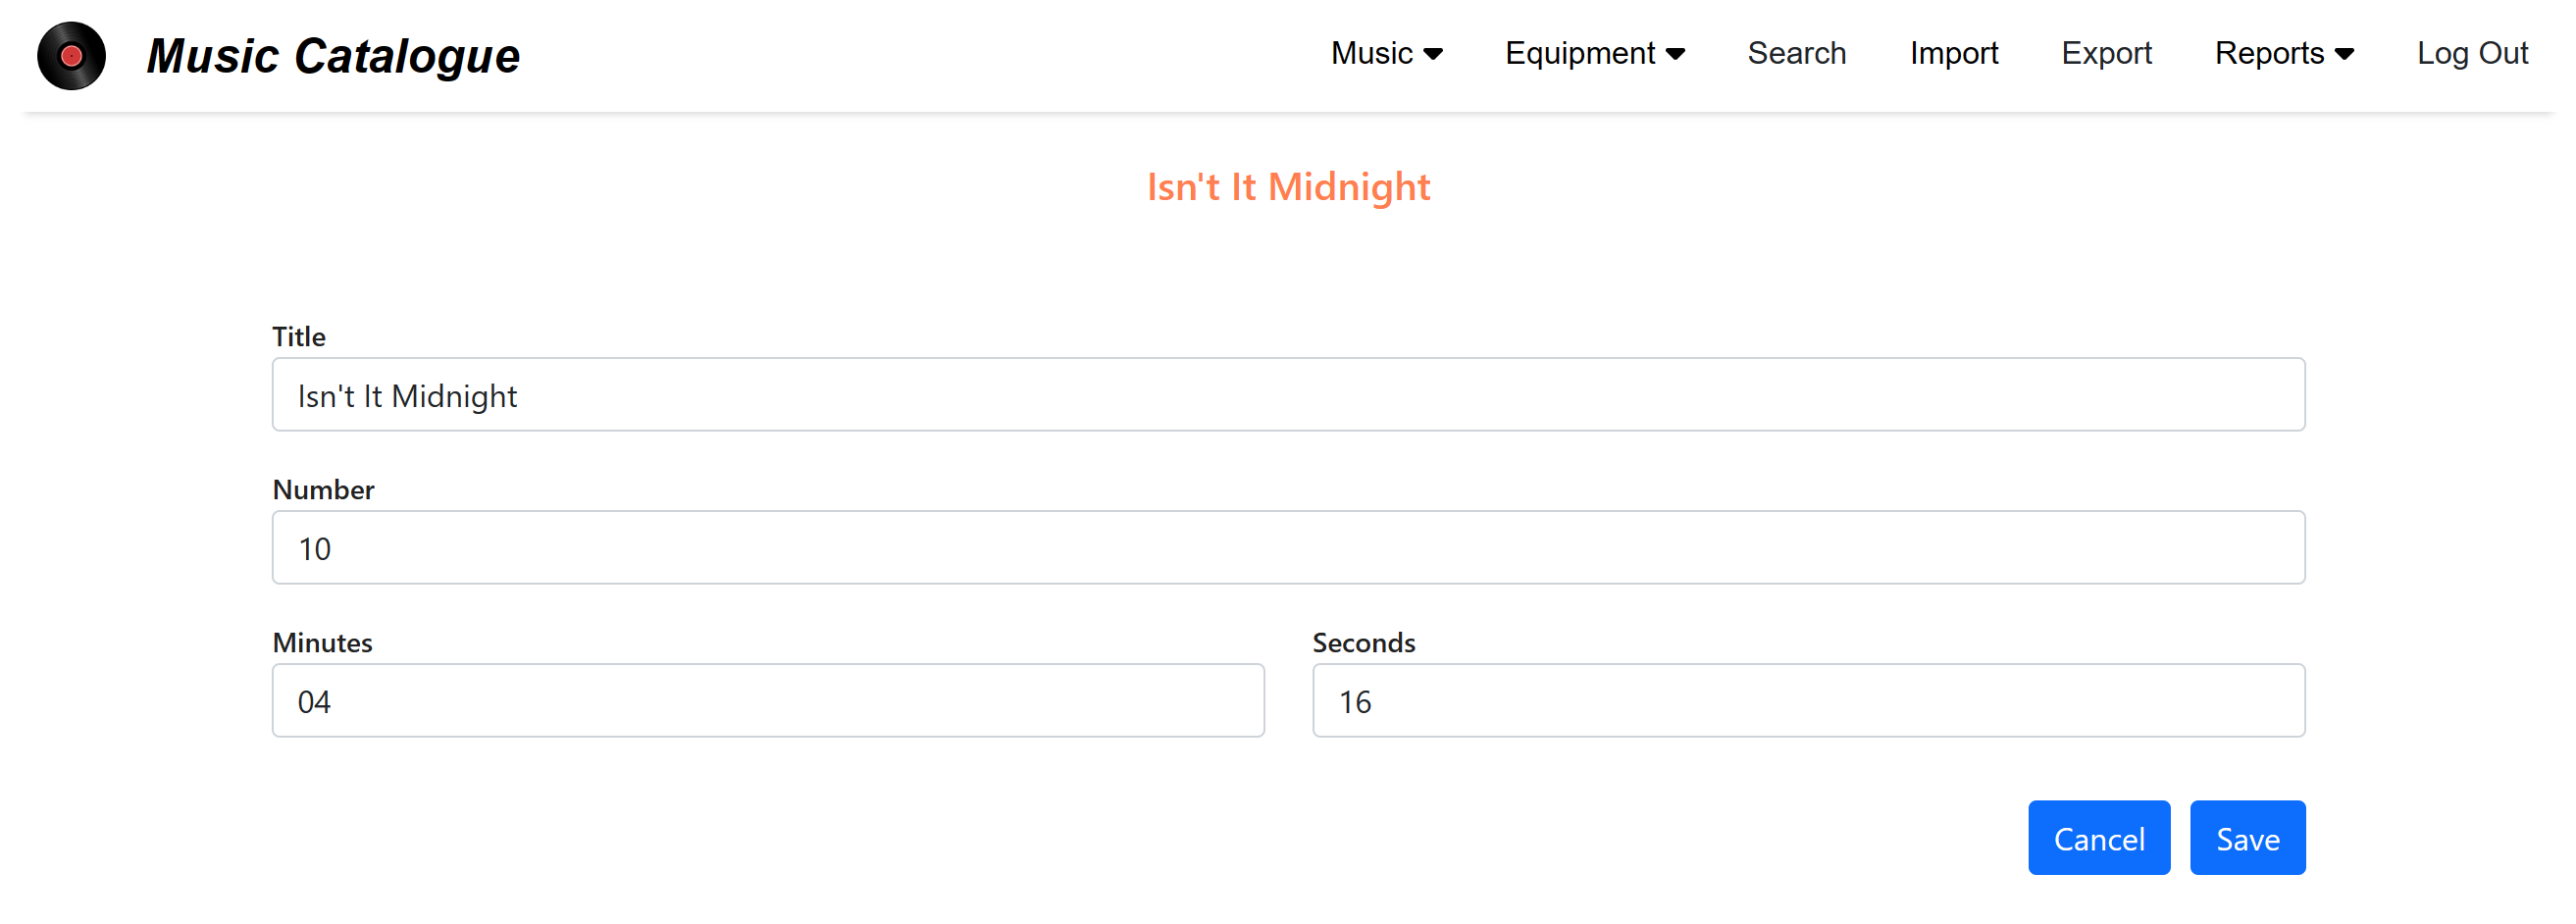 Music Catalogue Music Equipment Search Import Export Reports Log Out
Isn't It Midnight
Title
Isn't It Midnight
Number
10
Minutes Seconds
04 16
Cancel Save